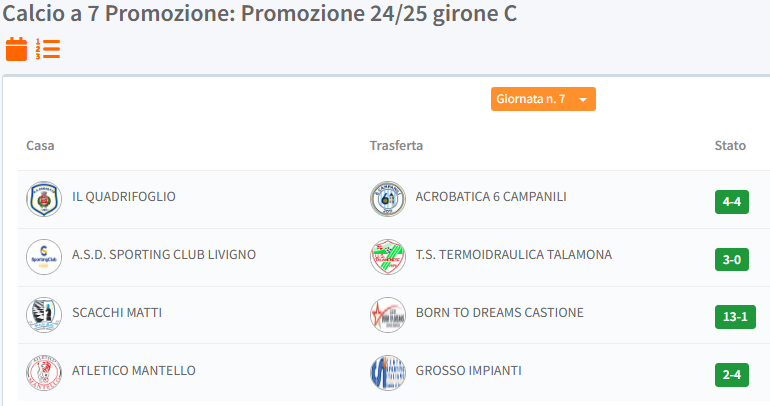 Calcio a 7 Promozione: Promozione 24/25 girone C
Giornata n. 7
Casa Trasferta Stato
IL QUADRIFOGLIO ACROBATICA 6 CAMPANILI 4-4
A.S.D. SPORTING CLUB LIVIGNO T.S. TERMOIDRAULICA TALAMONA 3-0
SCACCHI MATTI BORN TO DREAMS CASTIONE 13-1
ATLETICO MANTELLO GROSSO IMPIANTI 2-4